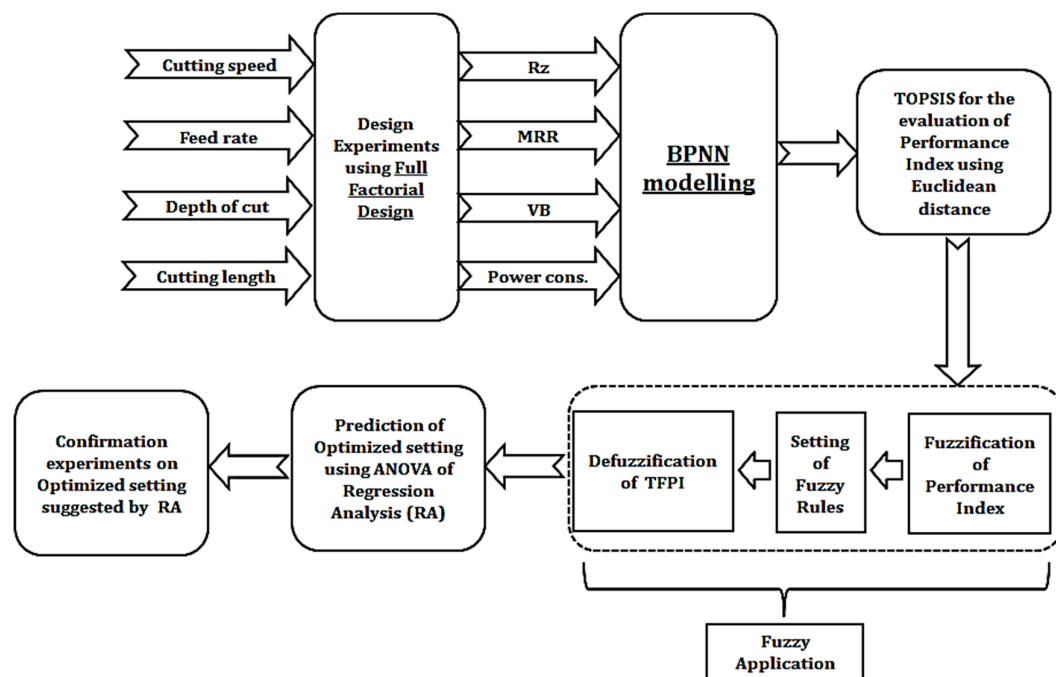 Cutting speed
Feed rate
Depth of cut
Cutting length
Design
Experiments
using Full
Factorial
Design
Rz
MRR
VB
Power cons.
BPNN
modelling
TOPSIS for the
evaluation of
Performance
Index using
Euclidean
distance
Fuzzification
of
Performance
Index
Setting
of
Fuzzy
Rules
Defuzzification
of TFPI
Prediction of
Optimized setting
using ANOVA of
Regression
Analysis (RA)
Confirmation
experiments on
Optimized setting
suggested by RA
Fuzzy
Application